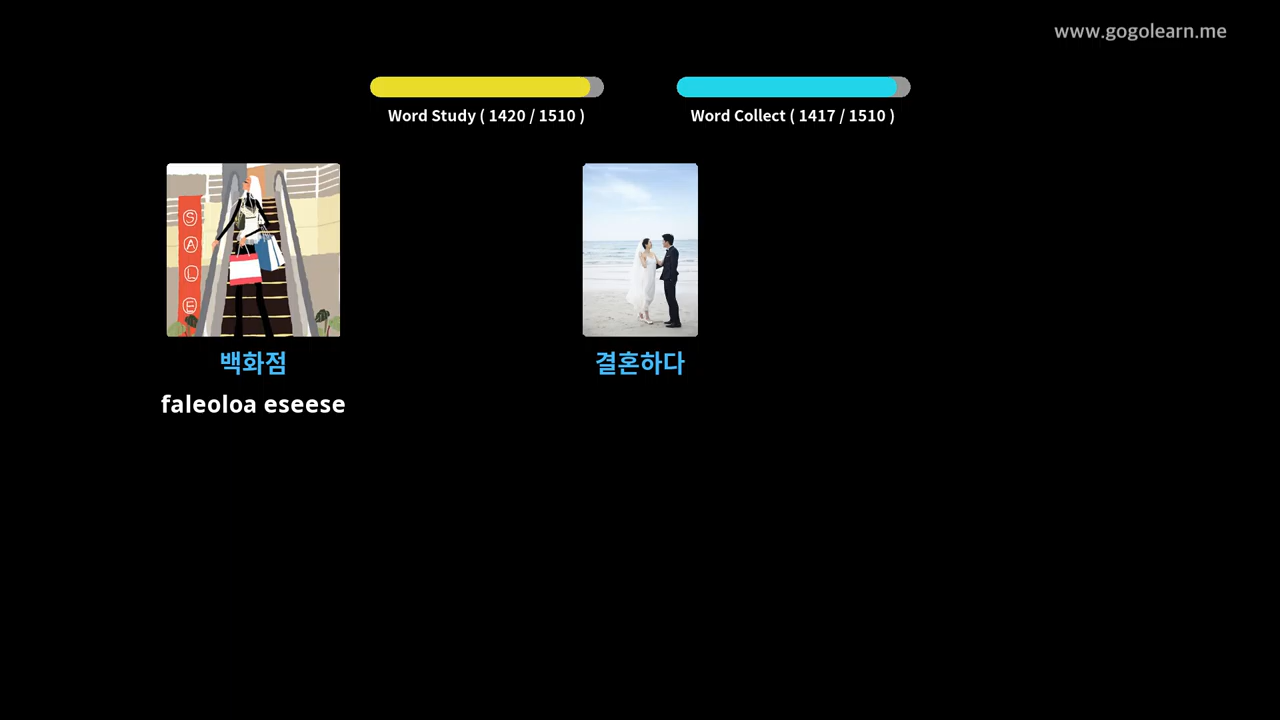 www.gogolearn.me
Word Study ( 1420 / 1510 )
Word Collect ( 1417 / 1510 )
S
A
L
E
백화점
결혼하다
faleoloa eseese